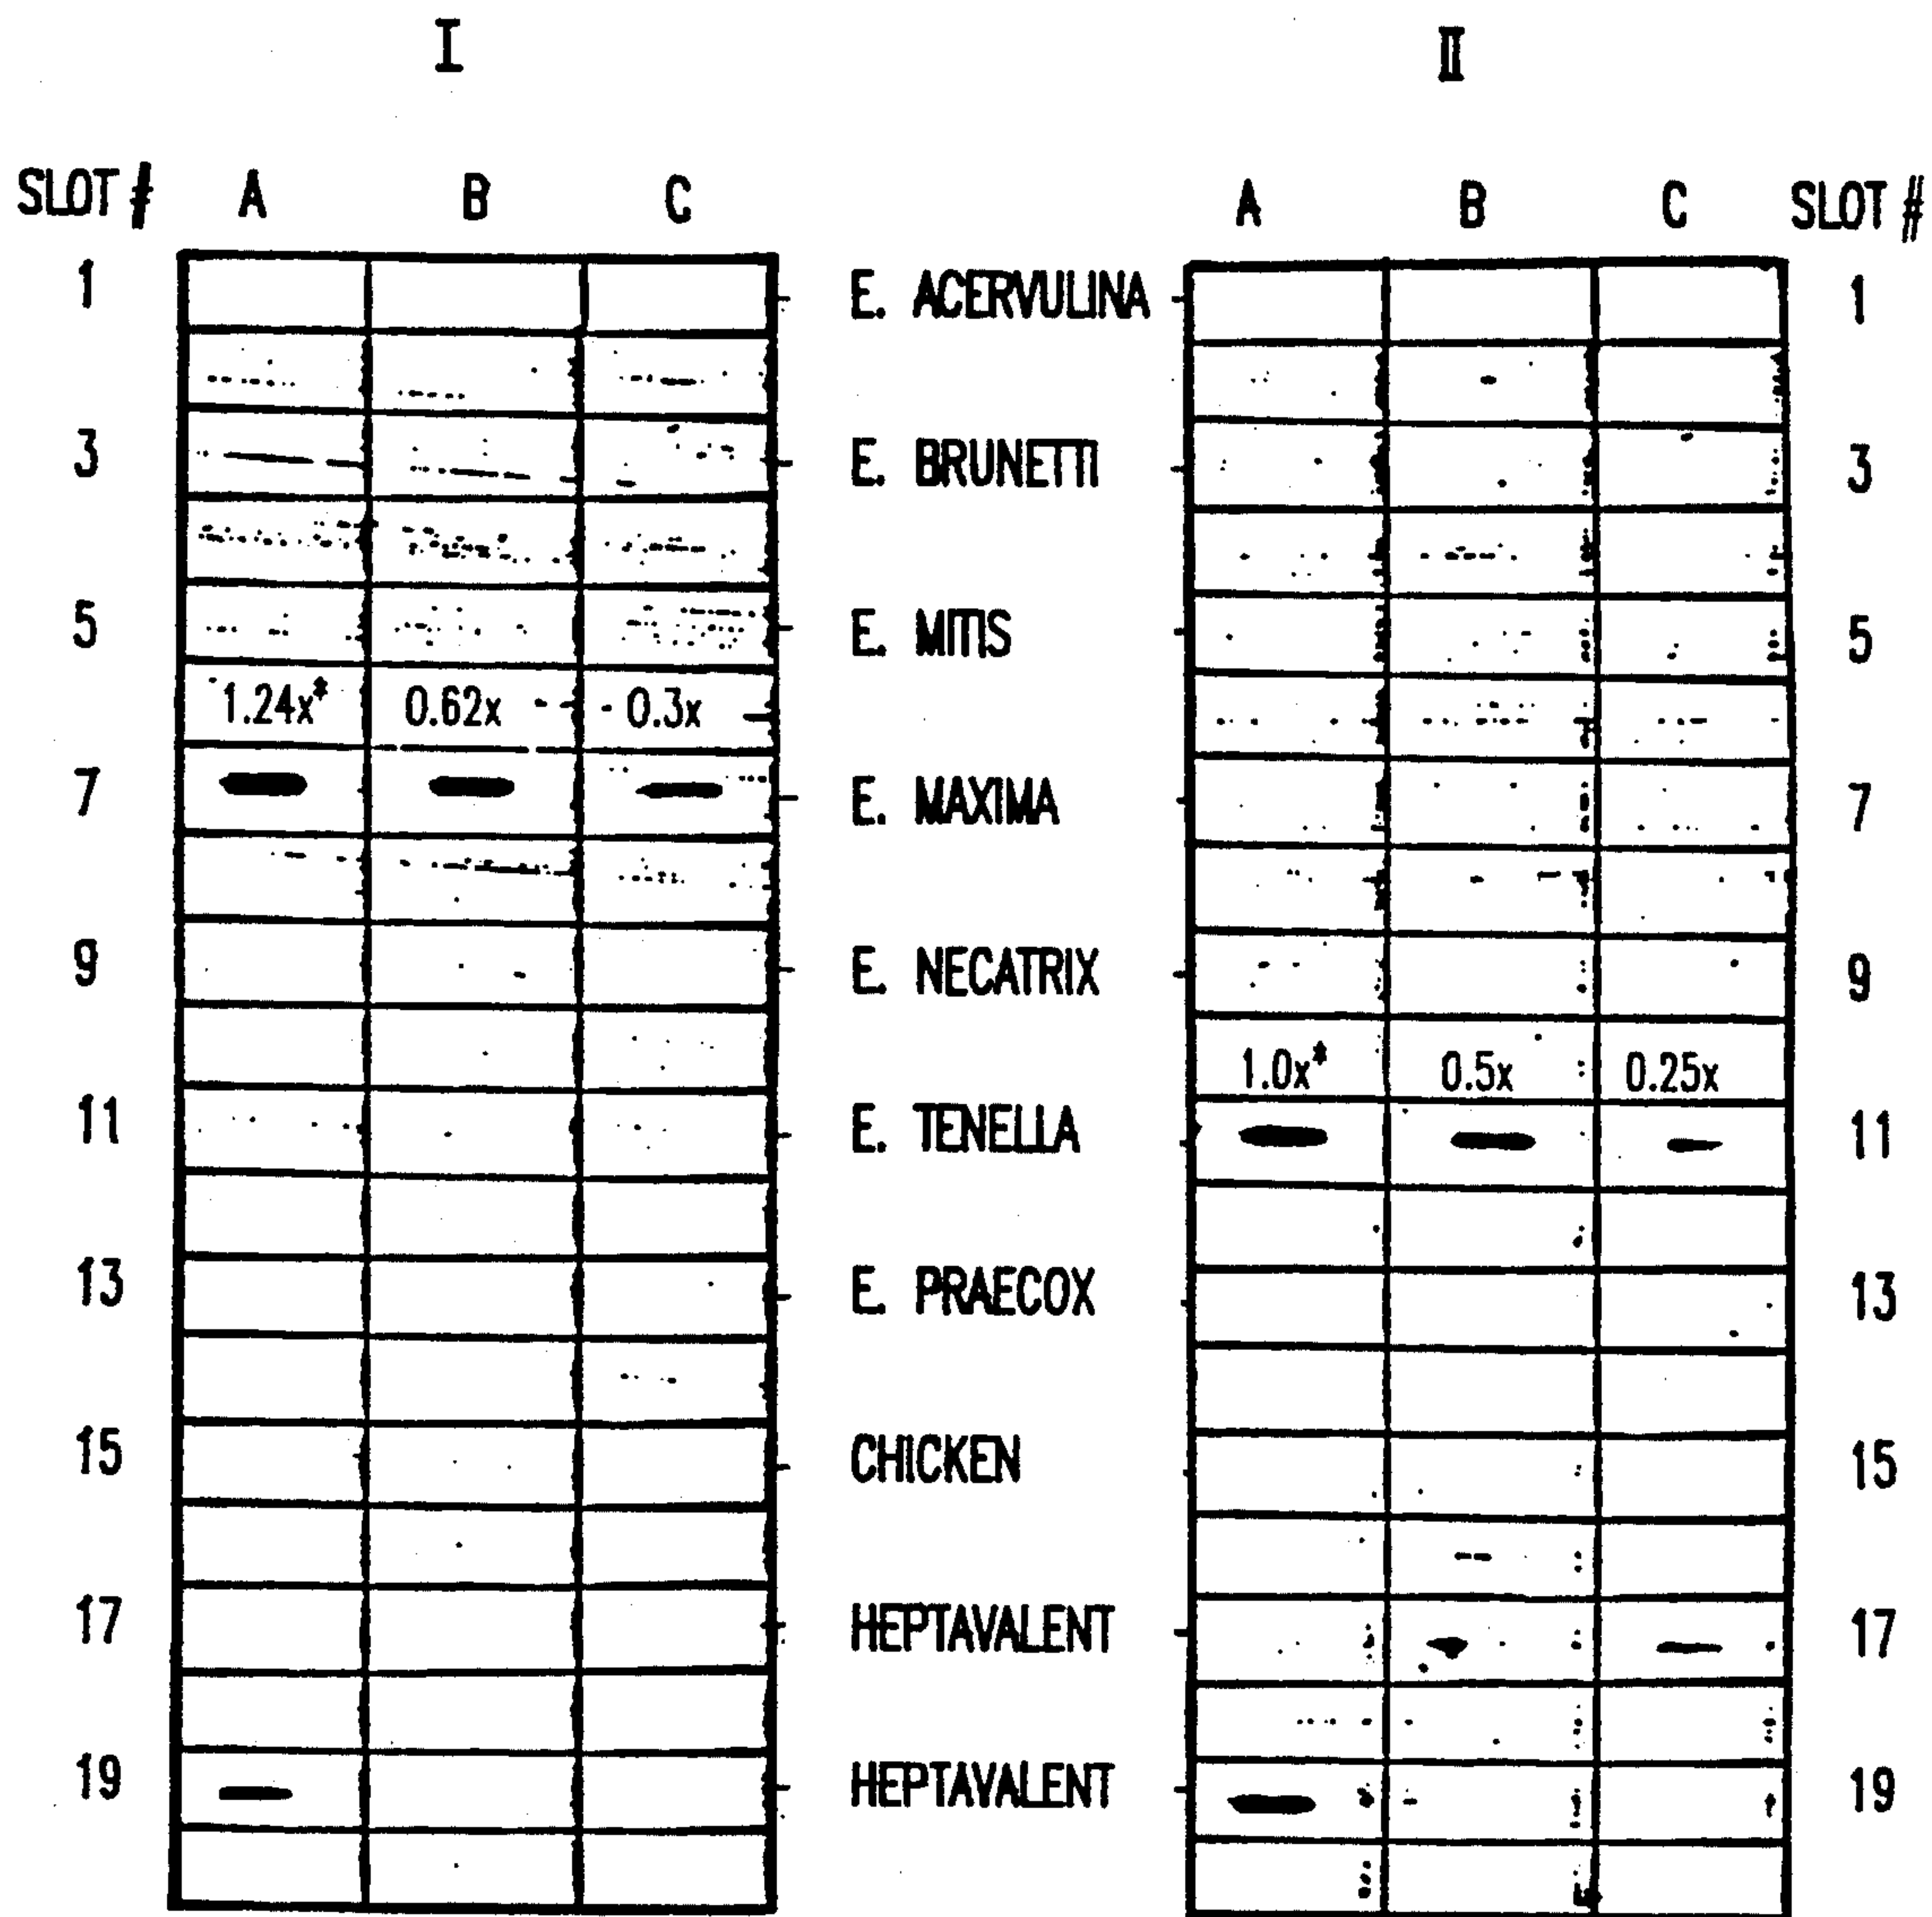 I II
SLOT # A B C A B C SLOT #
1 E. ACERVULINA 1
3 E. BRUNETTI 3
5 E. MITIS 5
1.24x* 0.62x 0.3x
7 E. MAXIMA 7
9 E. NECATRIX 9
1.0x* 0.5x 0.25x
11 E. TENELLA 11
13 E. PRAECOX 13
15 CHICKEN 15
17 HEPTAVALENT 17
19 HEPTAVALENT 19